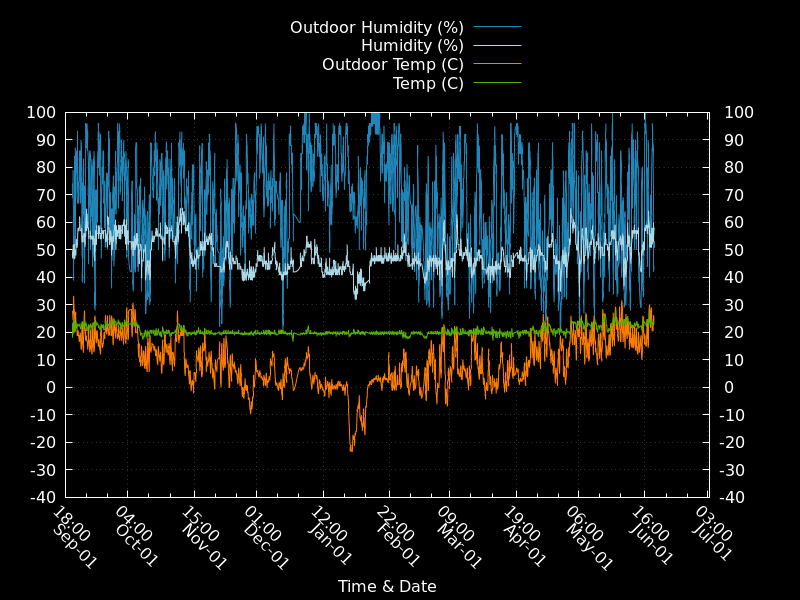 Outdoor Humidity (%)
Humidity (%)
Outdoor Temp (C)
Temp (C)
100 100
90 90
80 80
70 70
60 60
50 50
40 40
30 30
20 20
10 10
0 0
-10 -10
-20 -20
-30 -30
-40 -40
18:00
Sep-01
04:00
Oct-01
15:00
Nov-01
01:00
Dec-01
12:00
Jan-01
22:00
Feb-01
09:00
Mar-01
19:00
Apr-01
06:00
May-01
16:00
Jun-01
03:00
Jul-01
Time & Date